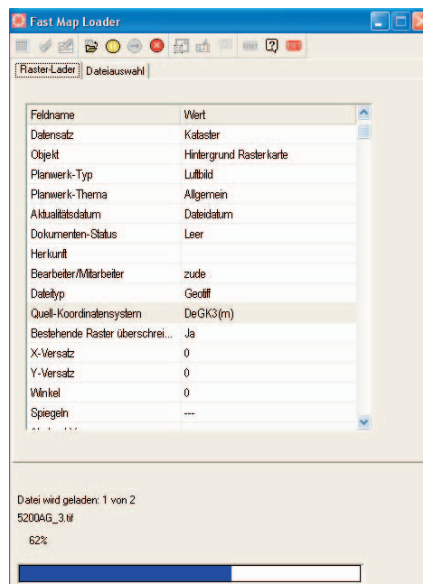 Fast Map Loader
Raster-Lader Dateiauswahl
Feldname Wert
Datensatz Kataster
Objekt Hintergrund Rasterkarte
Planwerk-Typ Luftbild
Planwerk-Thema Allgemein
Aktualitätsdatum Dateidatum
Dokumenten-Status Leer
Herkunft
Bearbeiter/Mitarbeiter zude
Dateityp Geotiff
Quell-Koordinatensystem DeGK3(m)
Bestehende Raster überschrei... Ja
X-Versatz 0
Y-Versatz 0
Winkel 0
Spiegeln ---
Datei wird geladen: 1 von 2
5200AG_3.tif
62%